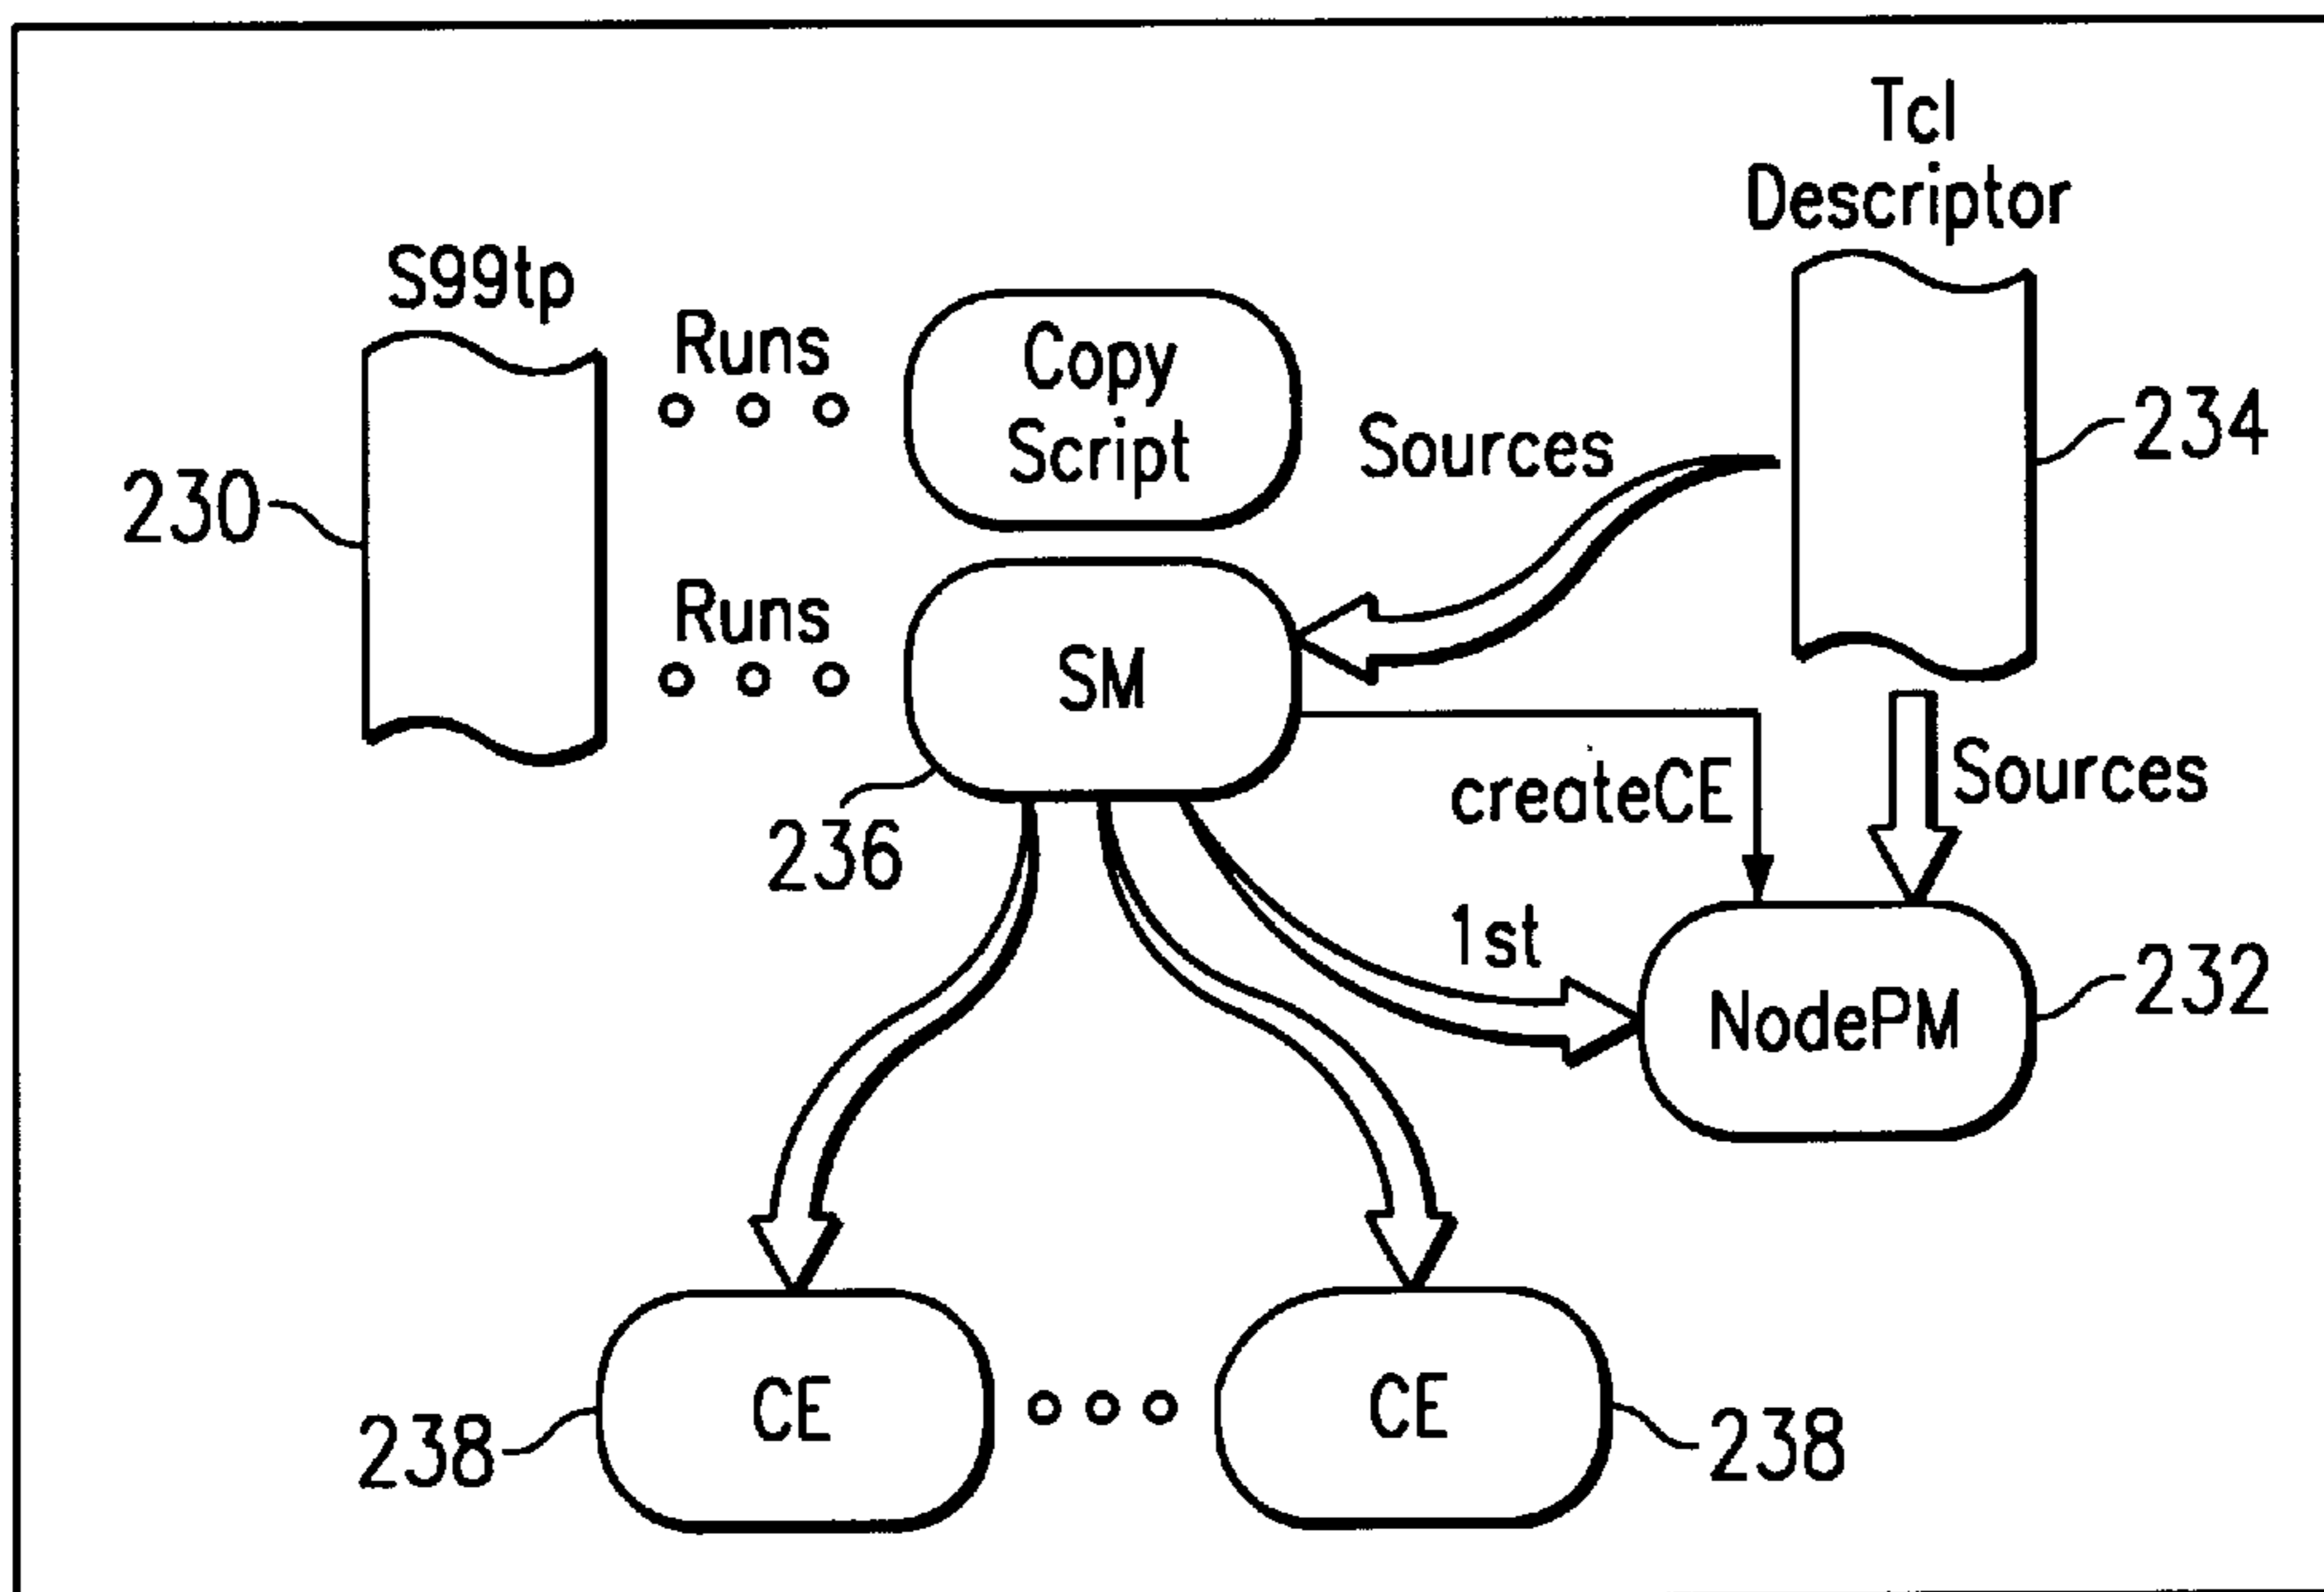 Tcl
Descriptor
S99tp
Runs
Copy
Script
Sources
234
230
Runs
SM
createCE
Sources
236
1st
NodePM
232
CE
CE
238
238